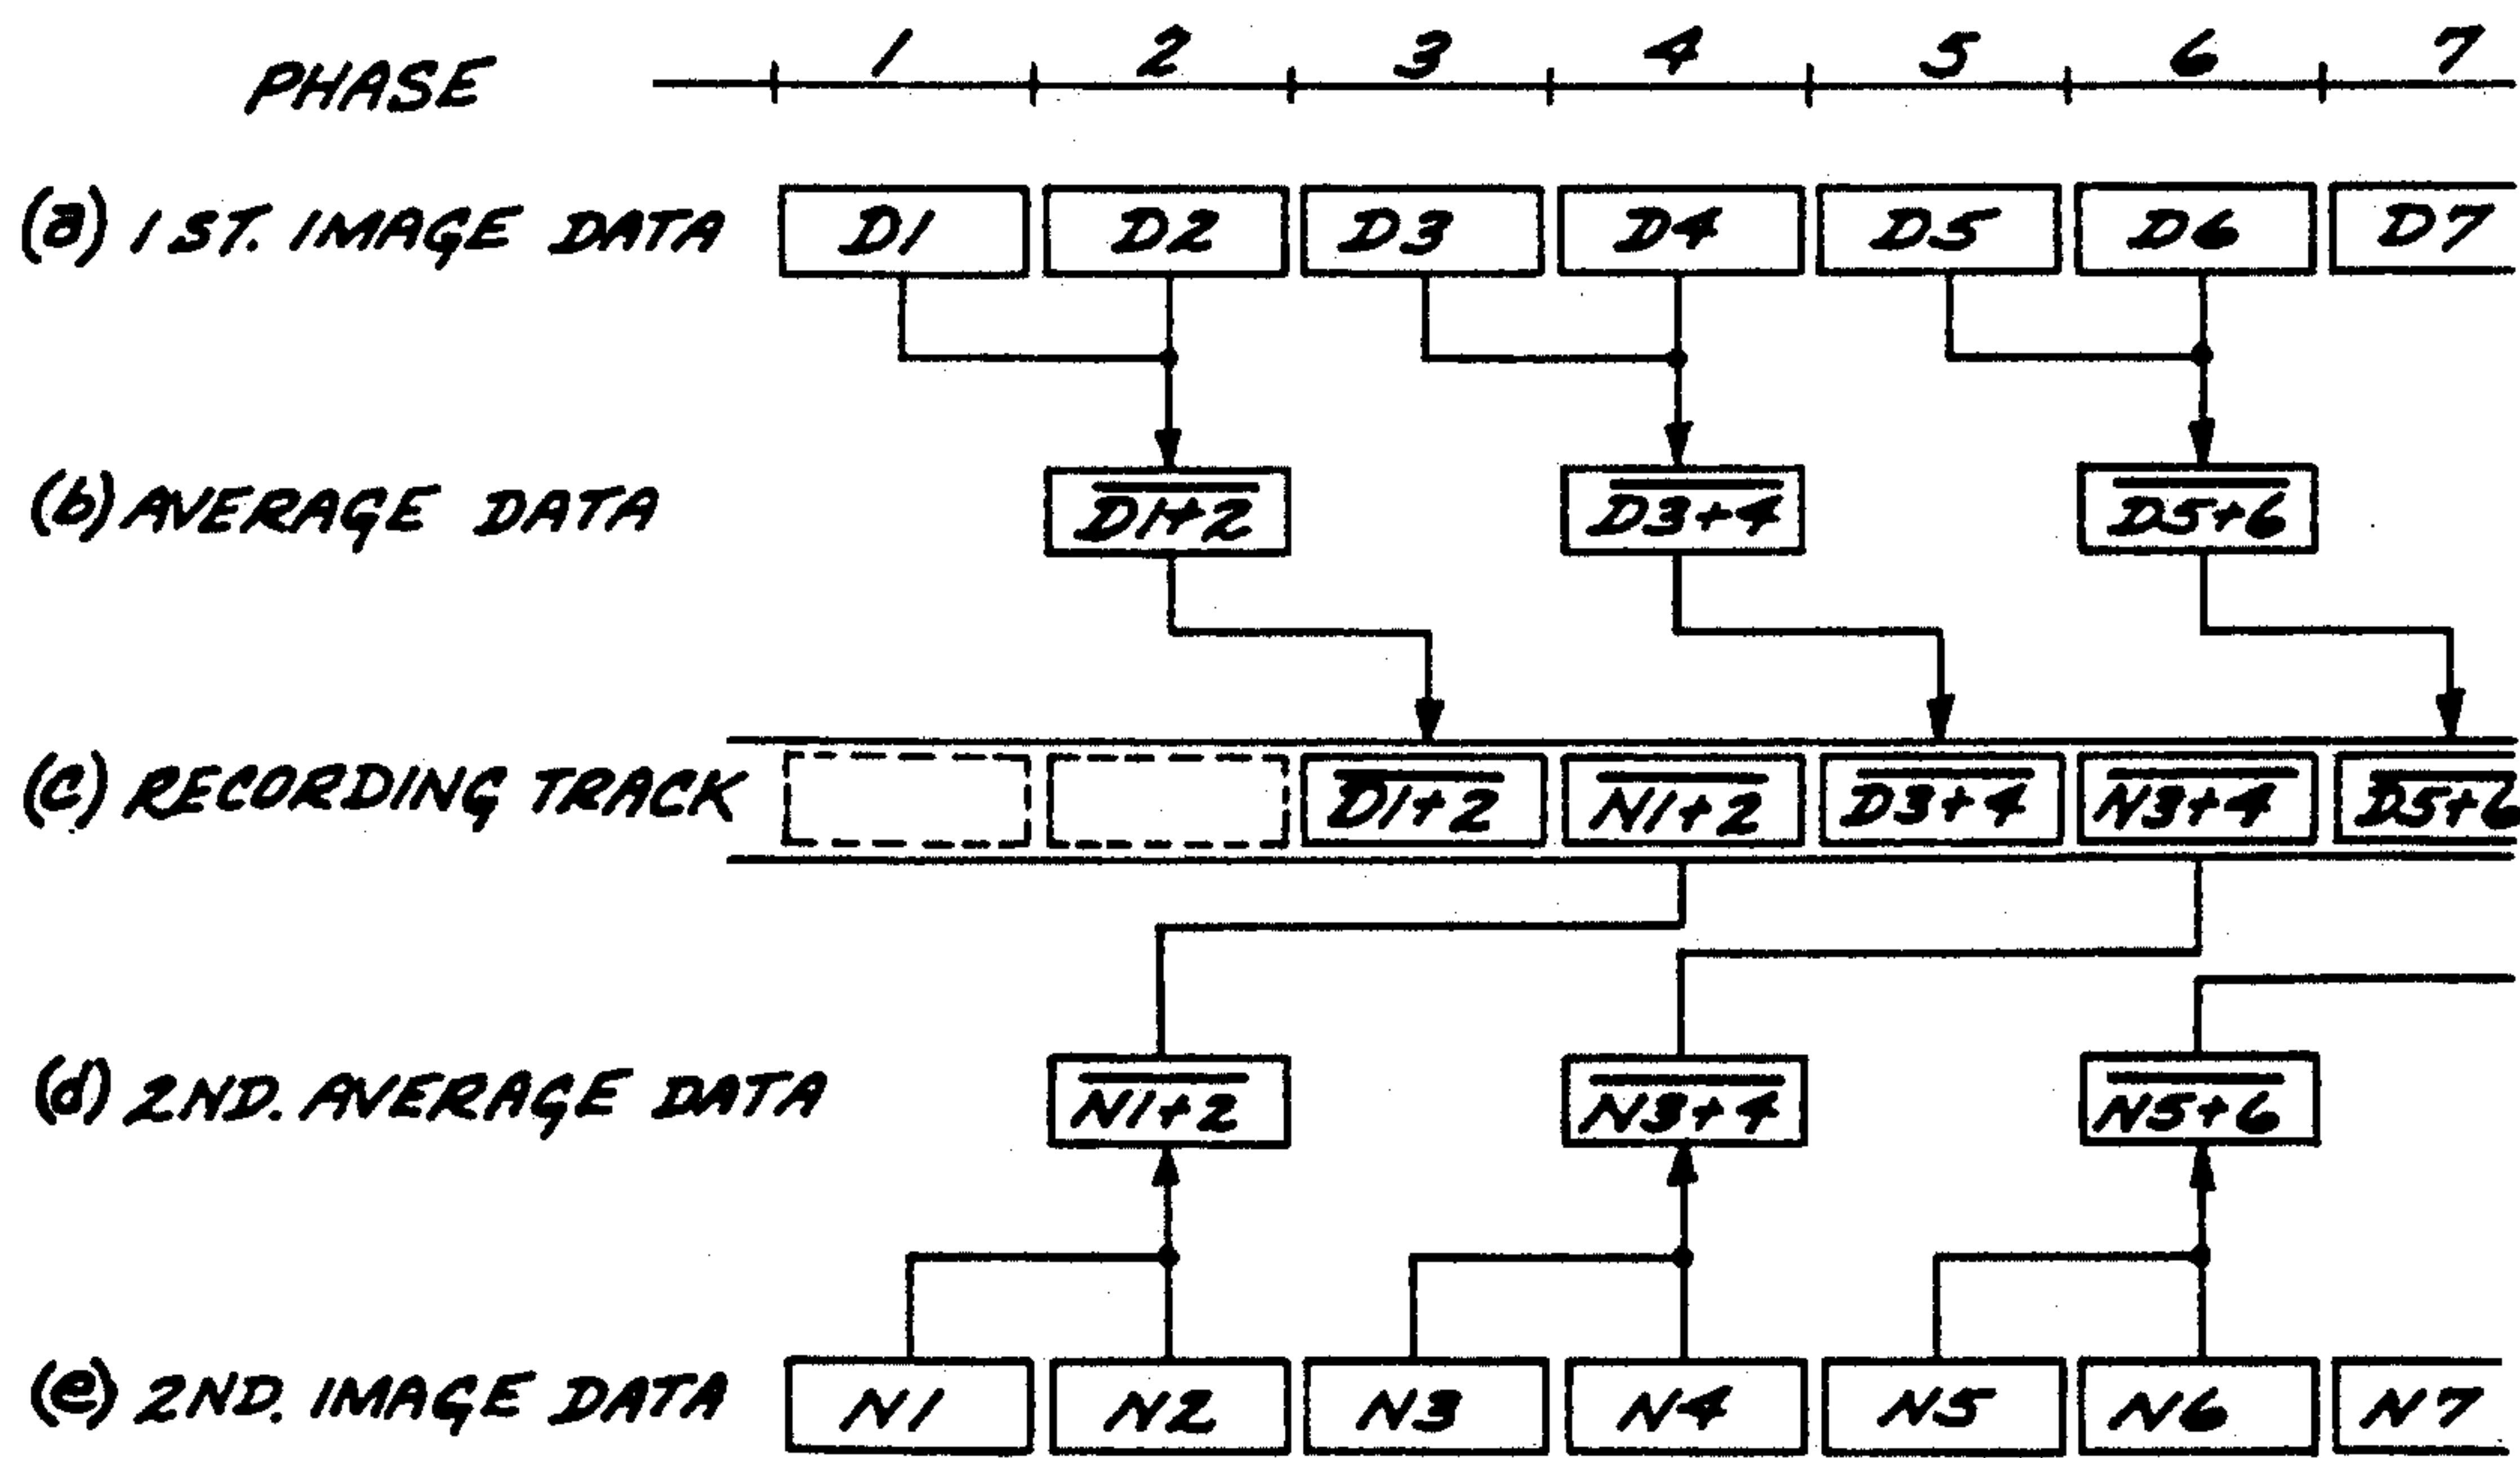 PHASE 1 2 3 4 5 6 7
(a) 1ST. IMAGE DATA D1 D2 D3 D4 D5 D6 D7
(b) AVERAGE DATA D1+2 D3+4 D5+6
(c) RECORDING TRACK D1+2 N1+2 D3+4 N3+4 D5+6
(d) 2ND. AVERAGE DATA N1+2 N3+4 N5+6
(e) 2ND. IMAGE DATA N1 N2 N3 N4 N5 N6 N7